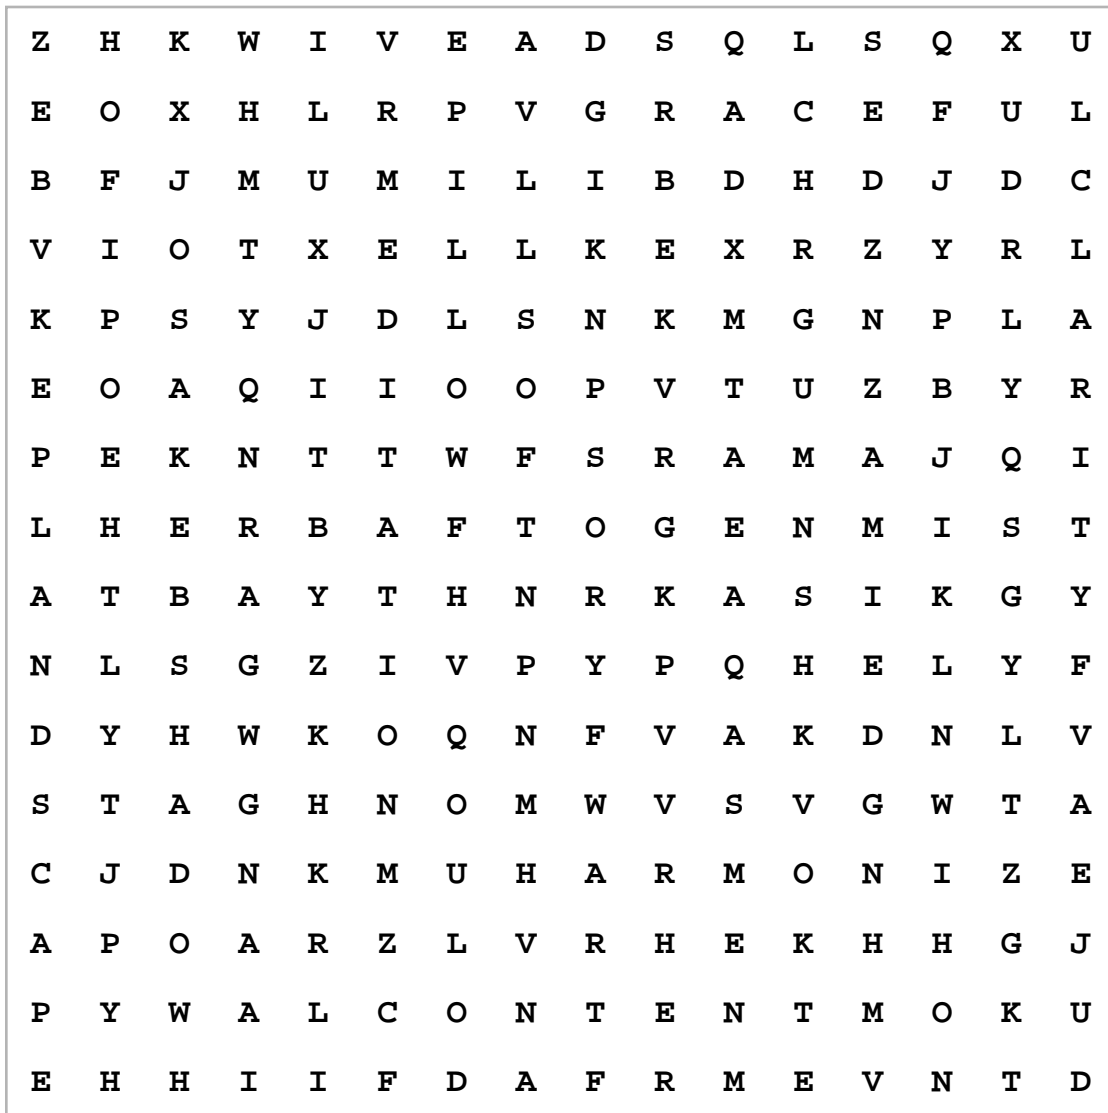 Z H K W I V E A D S Q L S Q X U
E O X H L R P V G R A C E F U L
B F J M U M I L I B D H D J D C
V I O T X E L L K E X R Z Y R L
K P S Y J D L S N K M G N P L A
E O A Q I I O O P V T U Z B Y R
P E K N T T W F S R A M A J Q I
L H E R B A F T O G E N M I S T
A T B A Y T H N R K A S I K G Y
N L S G Z I V P Y P Q H E L Y F
D Y H W K O Q N F V A K D N L V
S T A G H N O M W V S V G W T A
C J D N K M U H A R M O N I Z E
A P O A R Z L V R H E K H H G J
P Y W A L C O N T E N T M O K U
E H H I I F D A F R M E V N T D